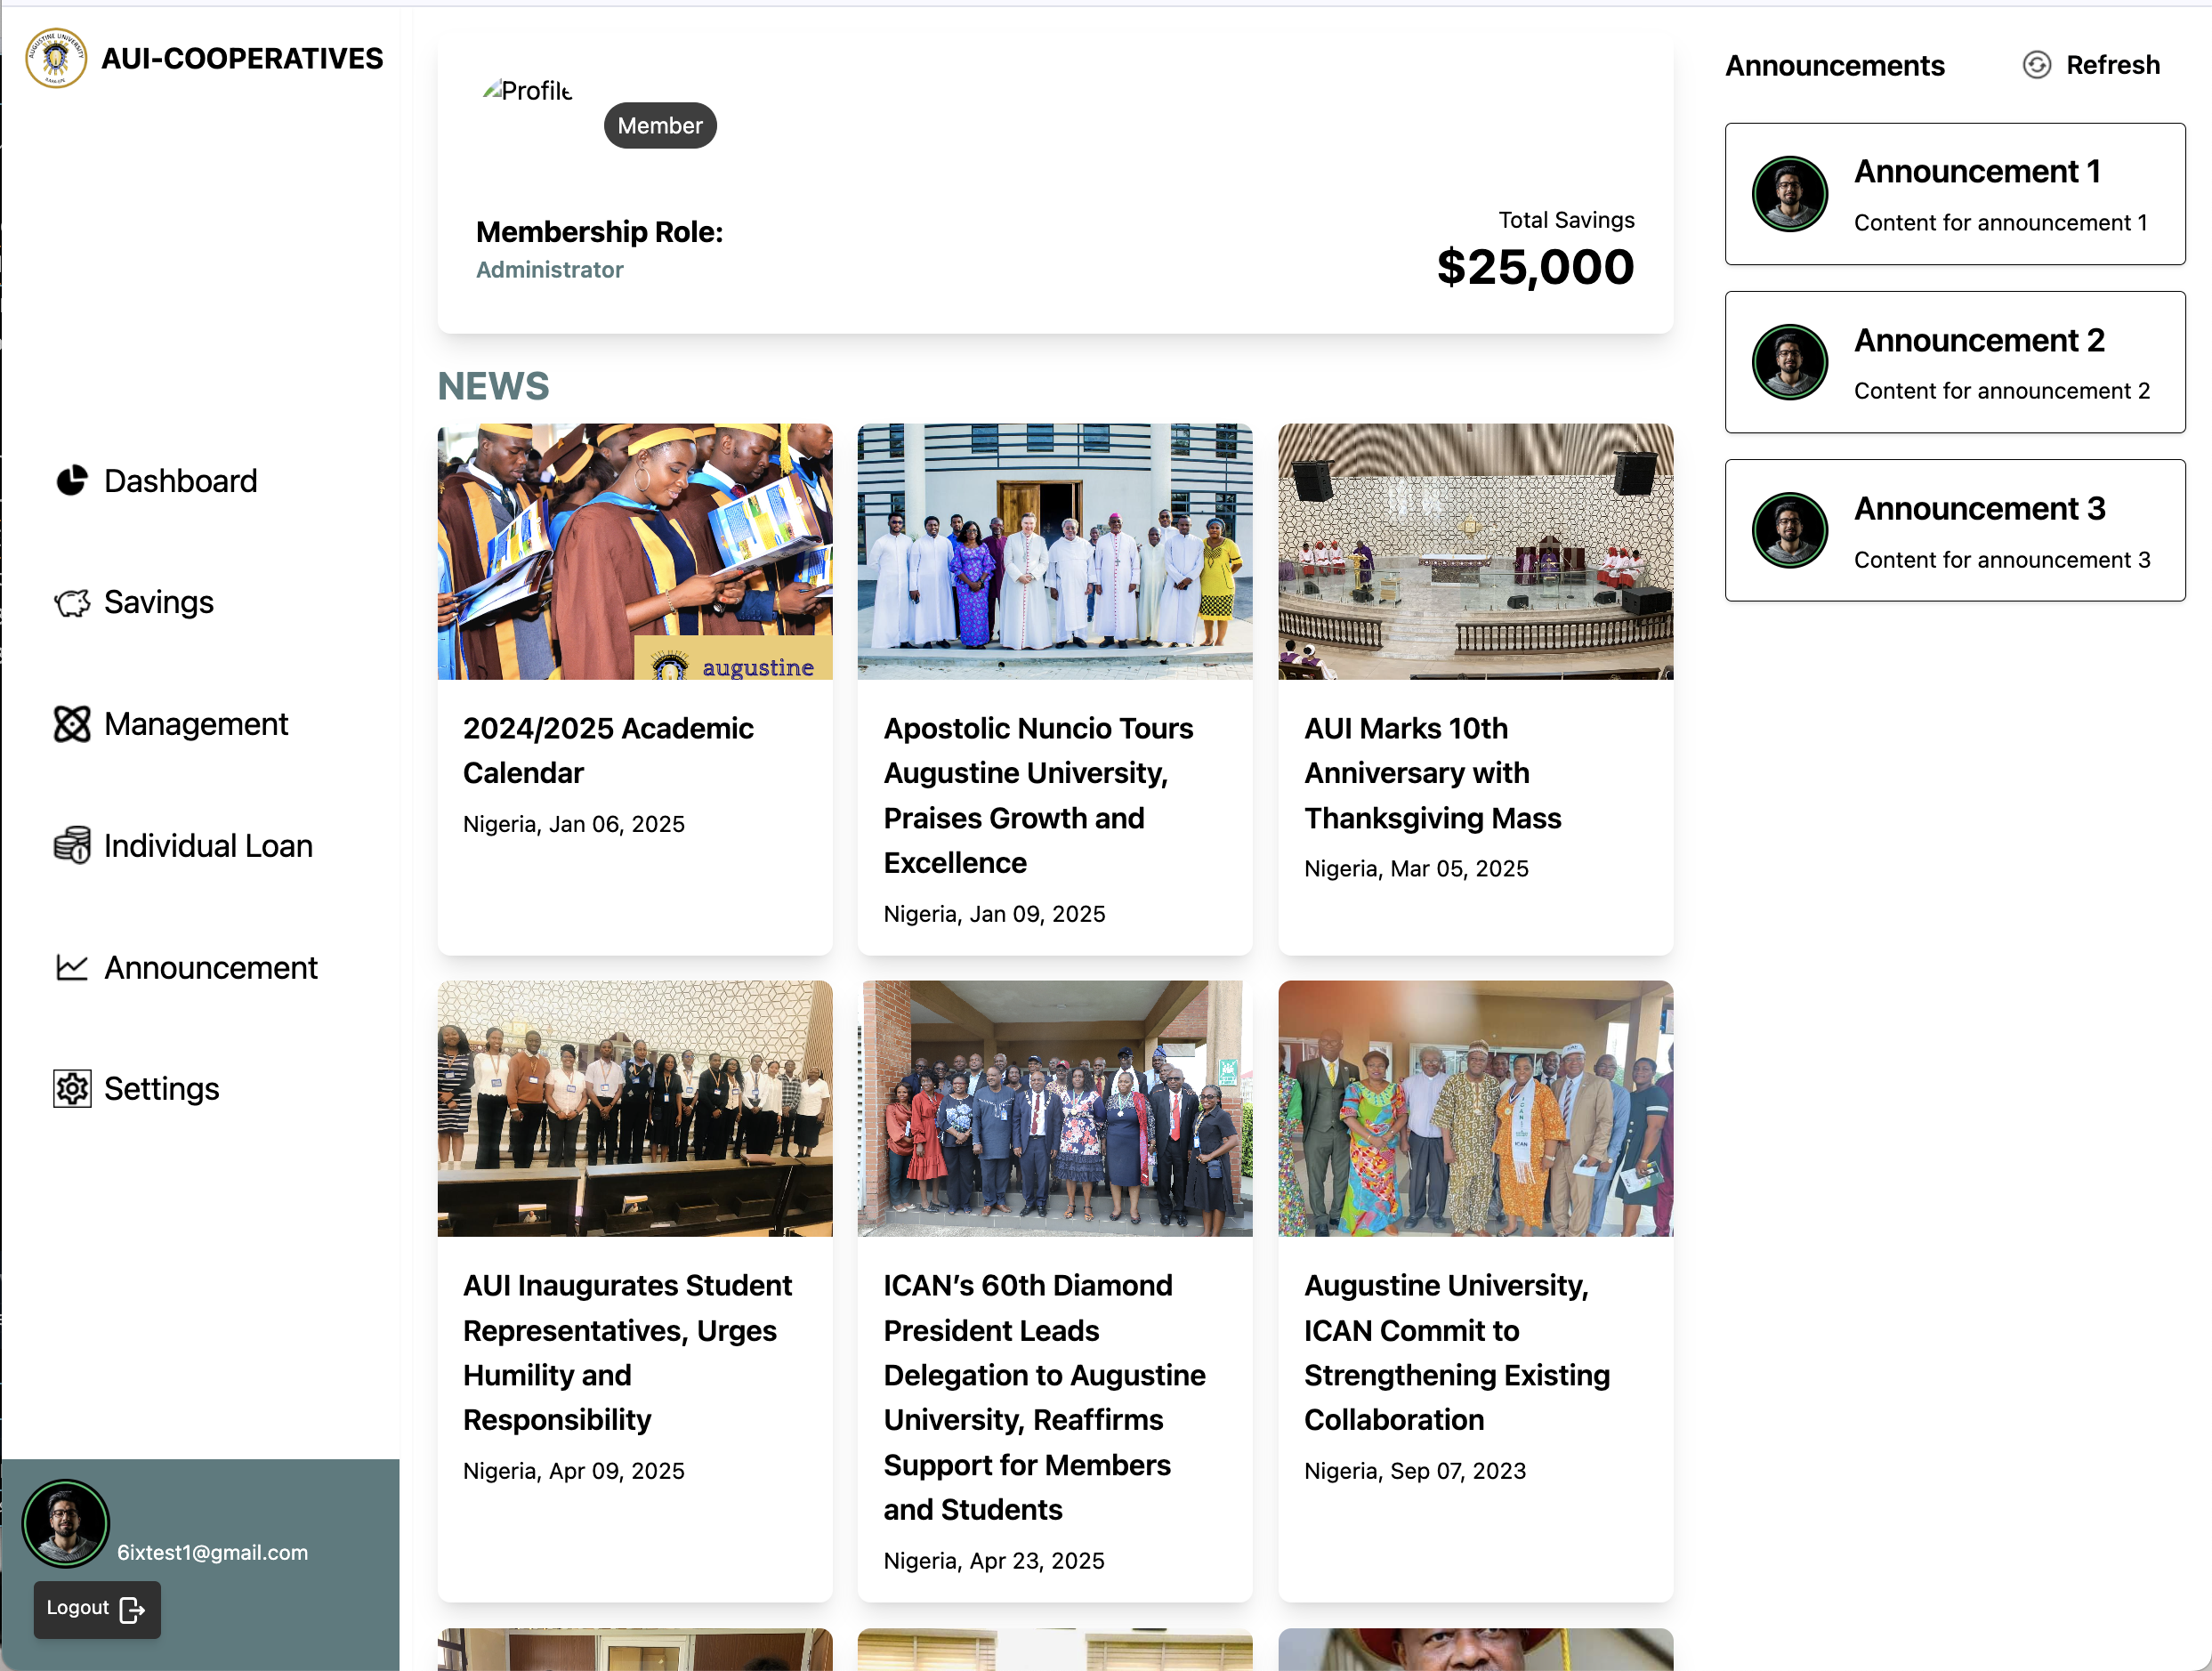 AUI-COOPERATIVES
Dashboard
Savings
Management
Individual Loan
Announcement
Settings
6ixtest1@gmail.com
Logout
Profile
Member
Membership Role:
Administrator
Total Savings
$25,000
NEWS
augustine
2024/2025 Academic
Calendar
Nigeria, Jan 06, 2025
Apostolic Nuncio Tours
Augustine University,
Praises Growth and
Excellence
Nigeria, Jan 09, 2025
AUI Marks 10th
Anniversary with
Thanksgiving Mass
Nigeria, Mar 05, 2025
AUI Inaugurates Student
Representatives, Urges
Humility and
Responsibility
Nigeria, Apr 09, 2025
ICAN’s 60th Diamond
President Leads
Delegation to Augustine
University, Reaffirms
Support for Members
and Students
Nigeria, Apr 23, 2025
Augustine University,
ICAN Commit to
Strengthening Existing
Collaboration
Nigeria, Sep 07, 2023
Announcements
Refresh
Announcement 1
Content for announcement 1
Announcement 2
Content for announcement 2
Announcement 3
Content for announcement 3